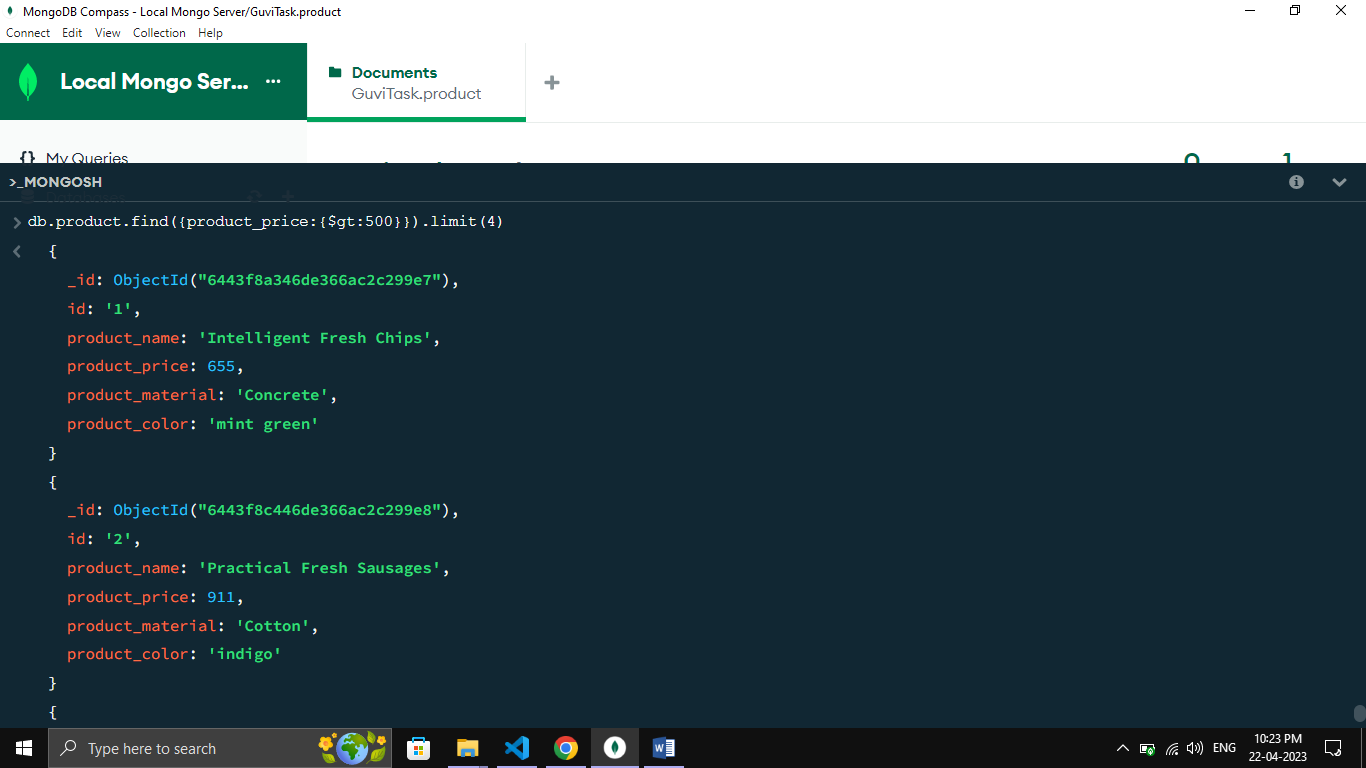 MongoDB Compass - Local Mongo Server/GuviTask.product
Connect Edit View Collection Help
Local Mongo Ser...
Documents
GuviTask.product
My Queries
>_MONGOSH
db.product.find({product_price:{$gt:500}}).limit(4)
{
_id: ObjectId("6443f8a346de366ac2c299e7"),
id: '1',
product_name: 'Intelligent Fresh Chips',
product_price: 655,
product_material: 'Concrete',
product_color: 'mint green'
}
{
_id: ObjectId("6443f8c446de366ac2c299e8"),
id: '2',
product_name: 'Practical Fresh Sausages',
product_price: 911,
product_material: 'Cotton',
product_color: 'indigo'
}
{
Type here to search
ENG
10:23 PM
22-04-2023